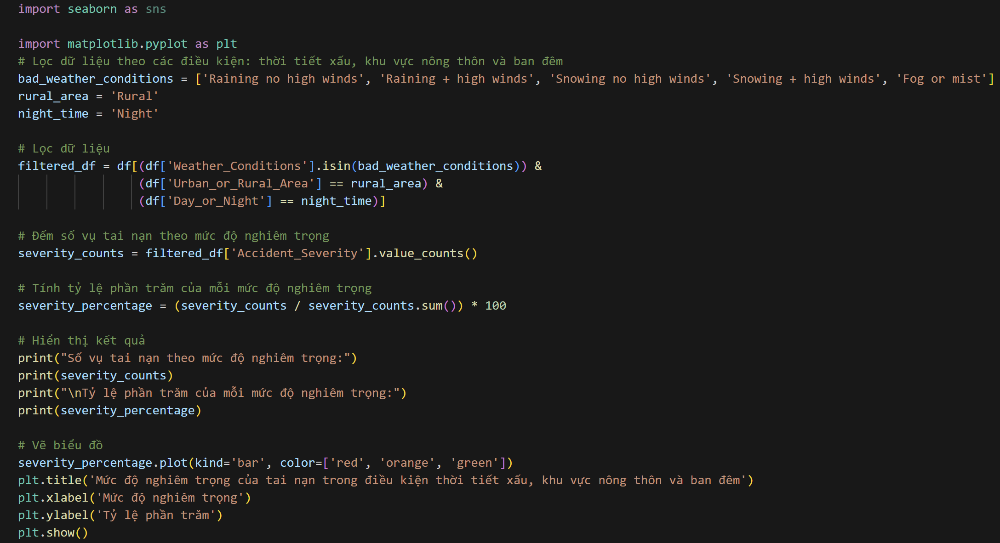 import seaborn as sns
import matplotlib.pyplot as plt
# Lọc dữ liệu theo các điều kiện: thời tiết xấu, khu vực nông thôn và ban đêm
bad_weather_conditions = ['Raining no high winds', 'Raining + high winds', 'Snowing no high winds', 'Snowing + high winds', 'Fog or mist']
rural_area = 'Rural'
night_time = 'Night'
# Lọc dữ liệu
filtered_df = df[(df['Weather_Conditions'].isin(bad_weather_conditions)) &
(df['Urban_or_Rural_Area'] == rural_area) &
(df['Day_or_Night'] == night_time)]
# Đếm số vụ tai nạn theo mức độ nghiêm trọng
severity_counts = filtered_df['Accident_Severity'].value_counts()
# Tính tỷ lệ phần trăm của mỗi mức độ nghiêm trọng
severity_percentage = (severity_counts / severity_counts.sum()) * 100
# Hiển thị kết quả
print("Số vụ tai nạn theo mức độ nghiêm trọng:")
print(severity_counts)
print("\nTỷ lệ phần trăm của mỗi mức độ nghiêm trọng:")
print(severity_percentage)
# Vẽ biểu đồ
severity_percentage.plot(kind='bar', color=['red', 'orange', 'green'])
plt.title('Mức độ nghiêm trọng của tai nạn trong điều kiện thời tiết xấu, khu vực nông thôn và ban đêm')
plt.xlabel('Mức độ nghiêm trọng')
plt.ylabel('Tỷ lệ phần trăm')
plt.show()